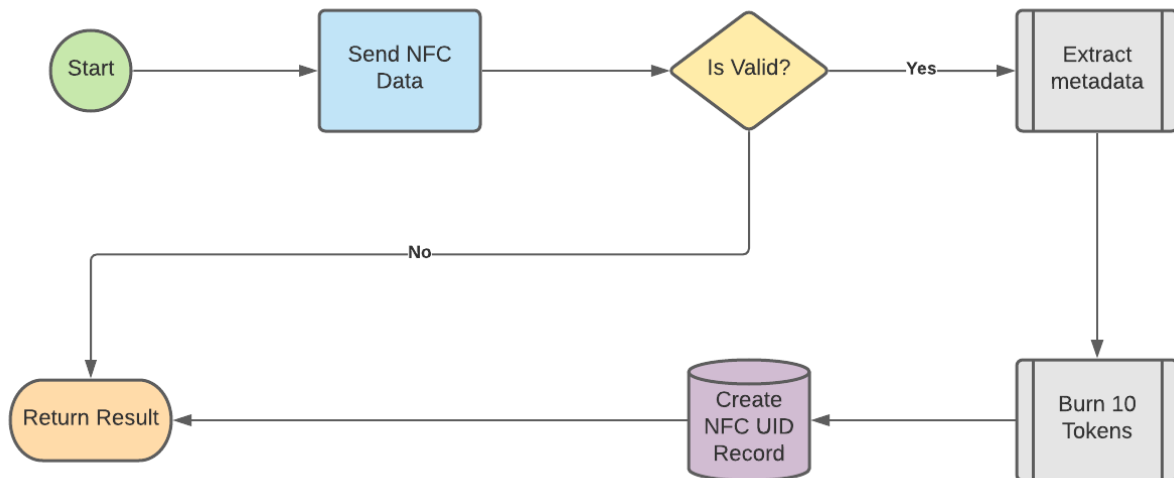 Start
Send NFC
Data
Is Valid?
Yes
Extract
metadata
No
Return Result
Create
NFC UID
Record
Burn 10
Tokens